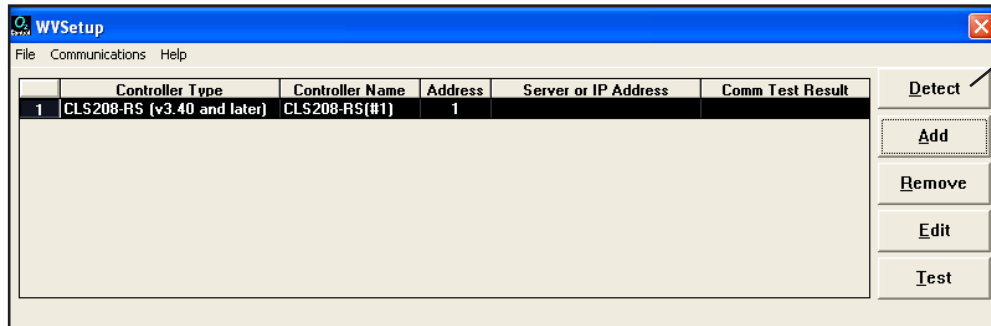 WVSetup
File Communications Help
Controller Type Controller Name Address Server or IP Address Comm Test Result
1 CLS208-RS (v3.40 and later) CLS208-RS(#1) 1
Detect
Add
Remove
Edit
Test